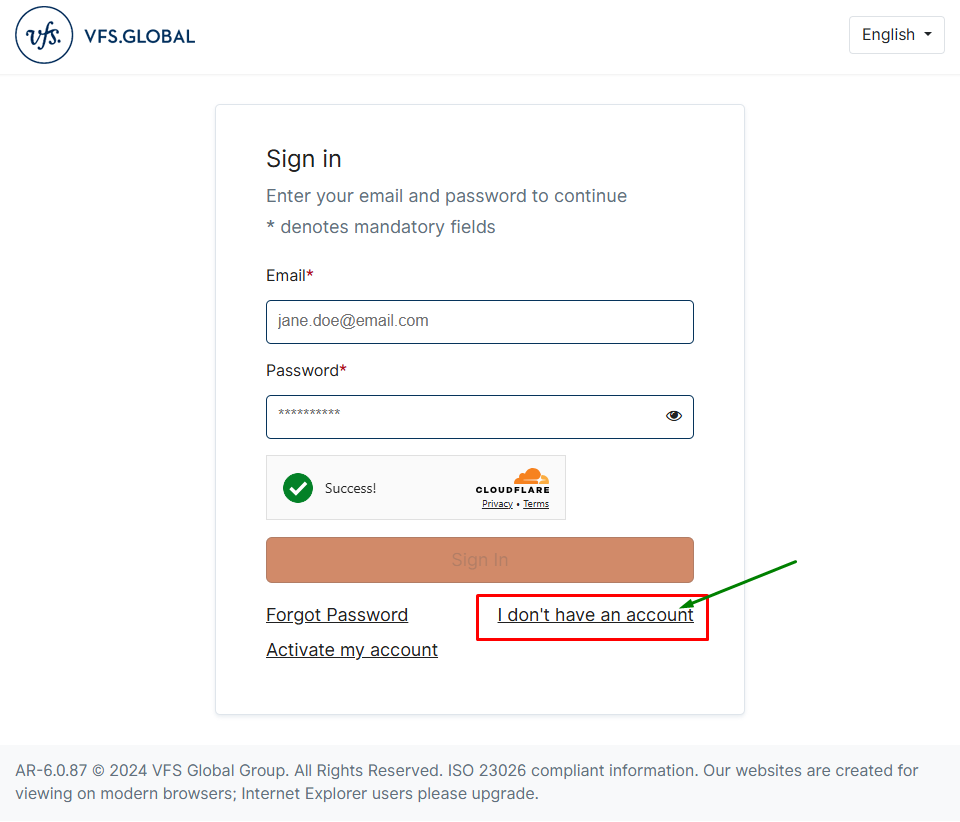 vfs. VFS.GLOBAL
English
Sign in
Enter your email and password to continue
* denotes mandatory fields
Email*
jane.doe@email.com
Password*
**********
Success!
CLOUDFLARE
Privacy • Terms
Sign In
Forgot Password
I don't have an account
Activate my account
AR-6.0.87 © 2024 VFS Global Group. All Rights Reserved. ISO 23026 compliant information. Our websites are created for
viewing on modern browsers; Internet Explorer users please upgrade.